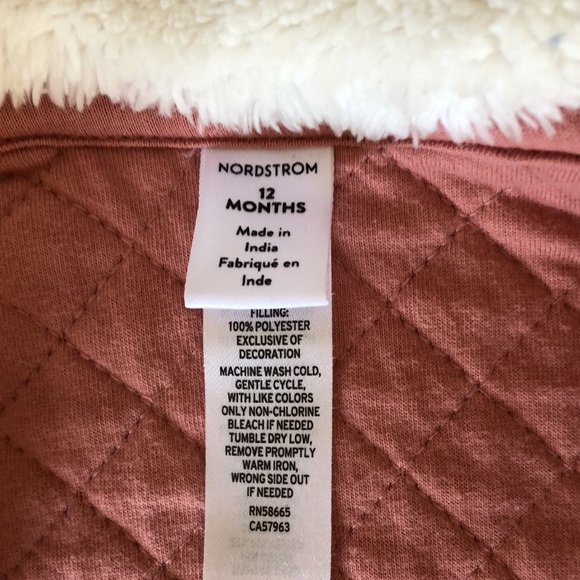 NORDSTROM
12
MONTHS
Made in
India
Fabriqué en
Inde
FILLING:
100% POLYESTER
EXCLUSIVE OF
DECORATION
MACHINE WASH COLD,
GENTLE CYCLE,
WITH LIKE COLORS
ONLY NON-CHLORINE
BLEACH IF NEEDED
TUMBLE DRY LOW,
REMOVE PROMPTLY
WARM IRON,
WRONG SIDE OUT
IF NEEDED
RN58665
CA57963